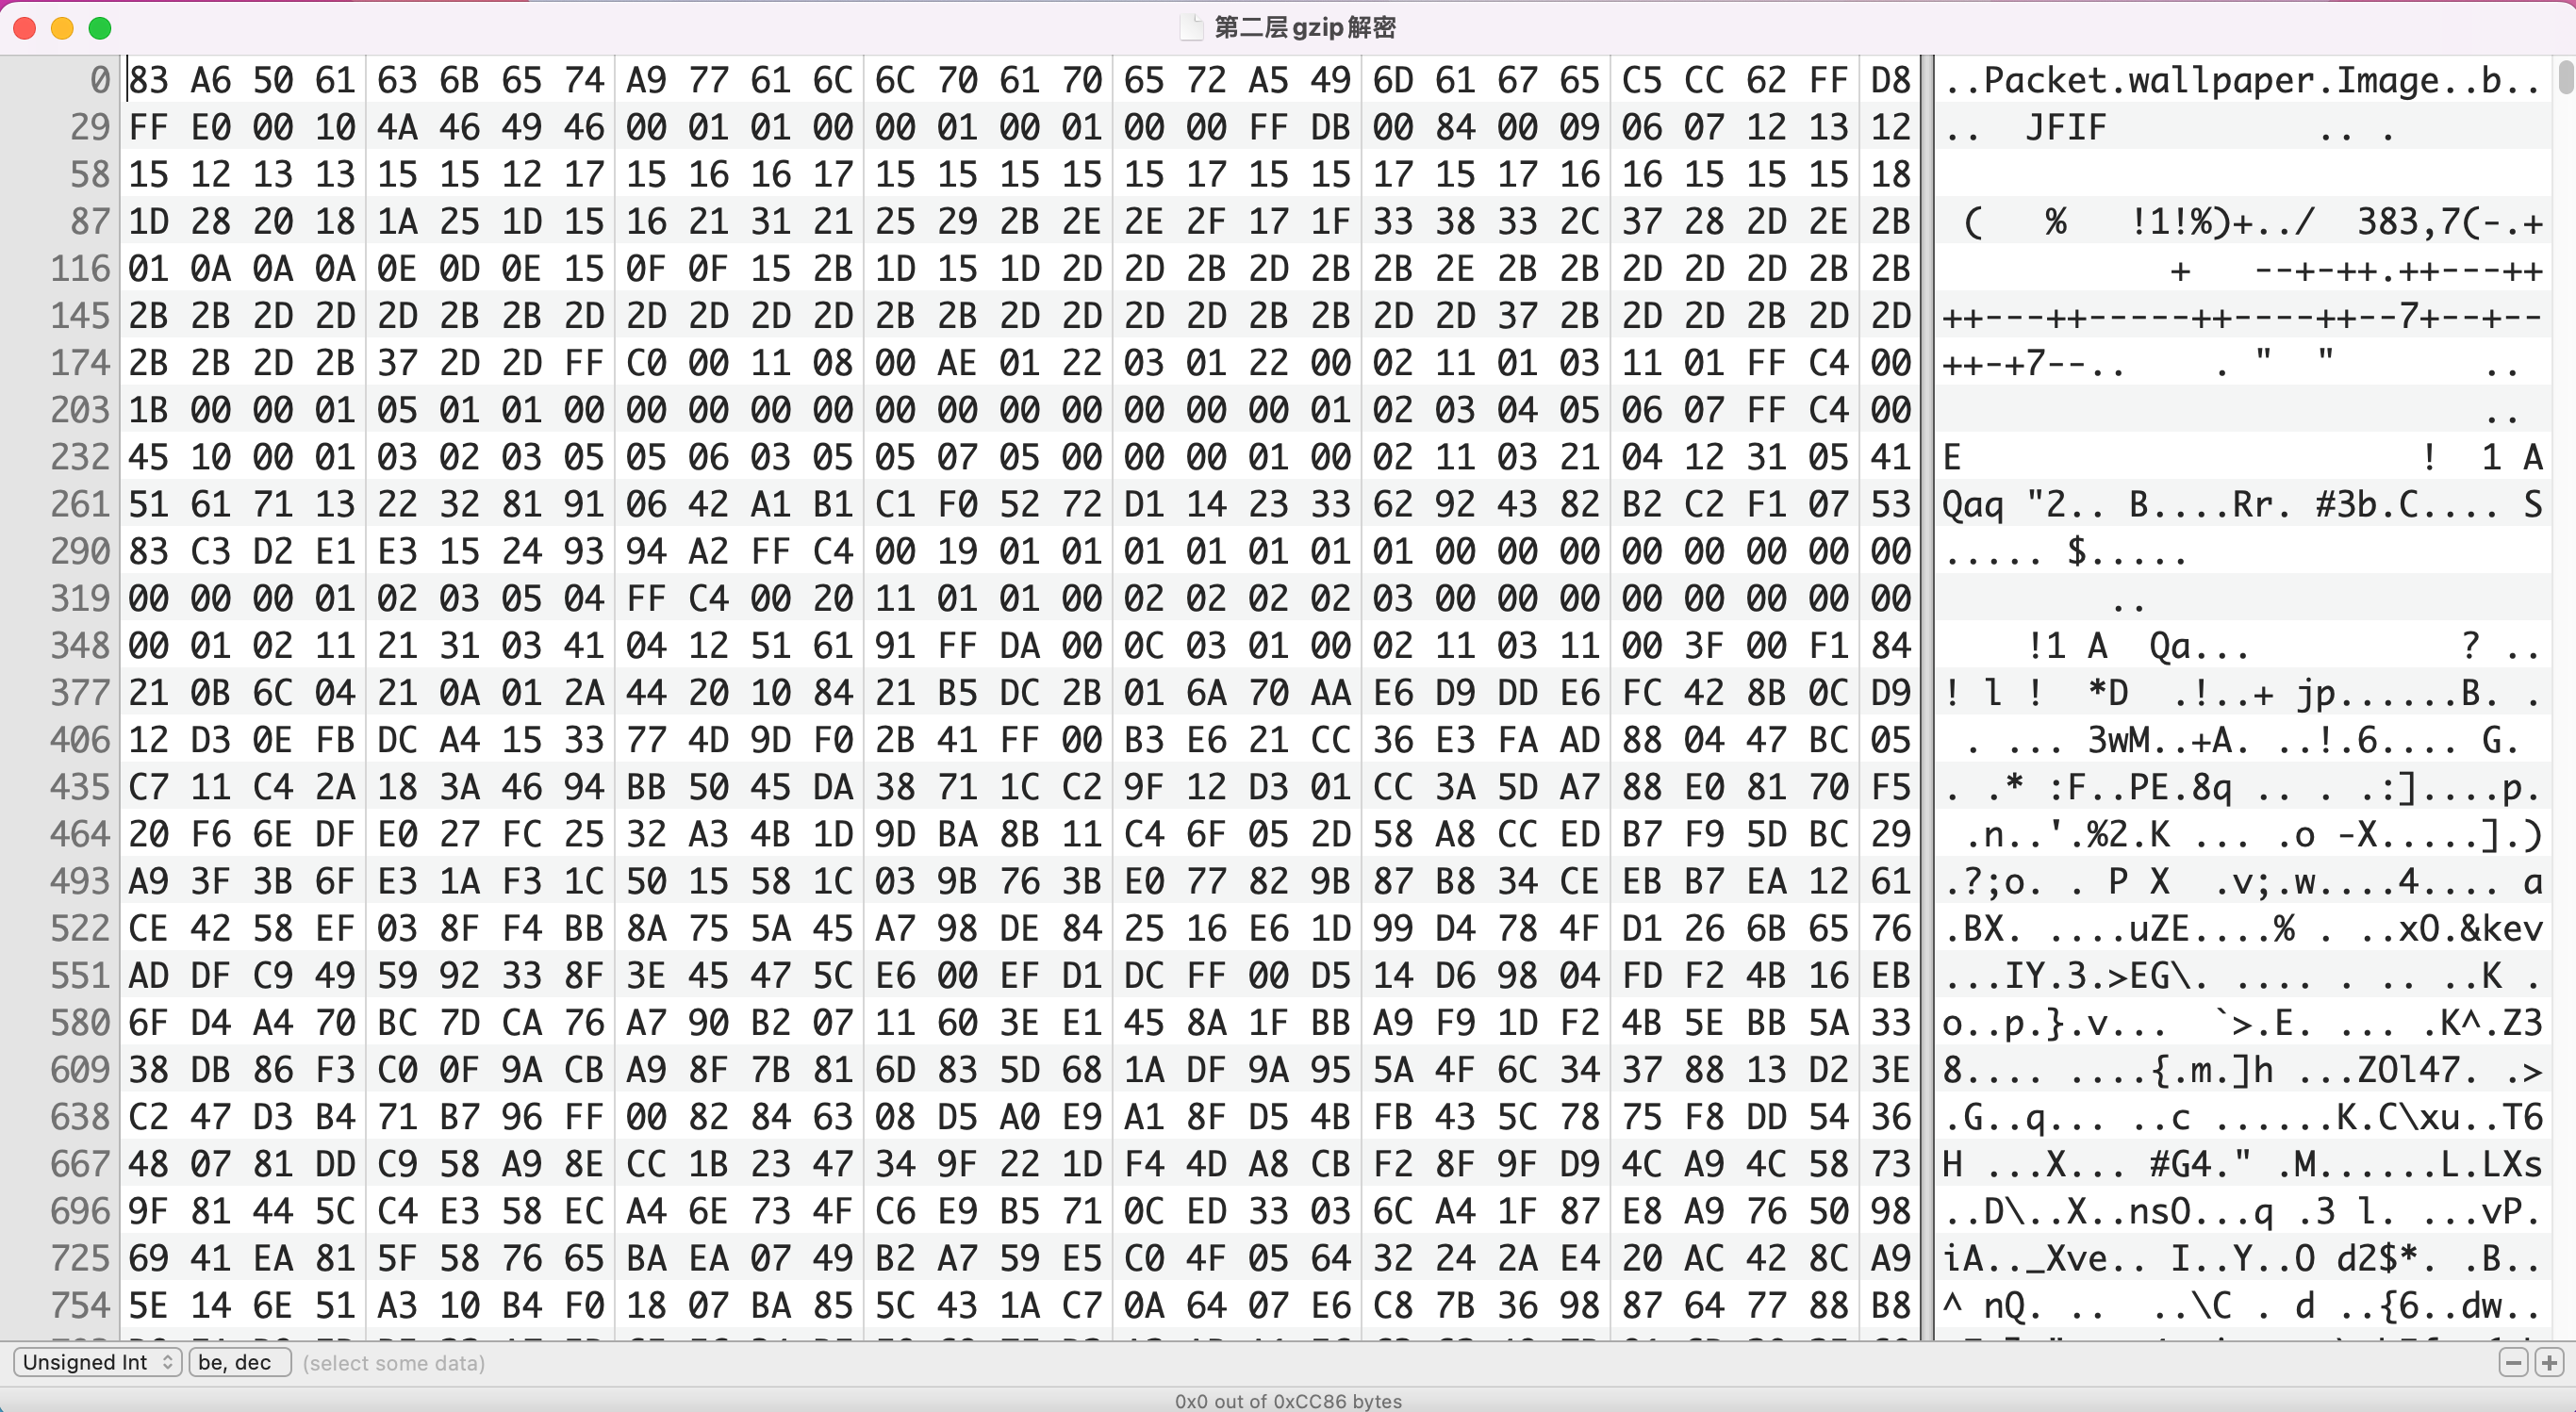 第二层gzip解密
0 83 A6 50 61 63 6B 65 74 A9 77 61 6C 6C 70 61 70 65 72 A5 49 6D 61 67 65 C5 CC 62 FF D8 ..Packet.wallpaper.Image..b..
29 FF E0 00 10 4A 46 49 46 00 01 01 00 00 01 00 01 00 00 FF DB 00 84 00 09 06 07 12 13 12 .. JFIF .. .
58 15 12 13 13 15 15 12 17 15 16 16 17 15 15 15 15 15 17 15 15 17 15 17 16 16 15 15 15 18
87 1D 28 20 18 1A 25 1D 15 16 21 31 21 25 29 2B 2E 2E 2F 17 1F 33 38 33 2C 37 28 2D 2E 2B ( % !1!%)+../ 383,7(-.+
116 01 0A 0A 0A 0E 0D 0E 15 0F 0F 15 2B 1D 15 1D 2D 2D 2B 2D 2B 2B 2E 2B 2B 2D 2D 2D 2B 2B + --+-++.++---++
145 2B 2B 2D 2D 2D 2B 2B 2D 2D 2D 2D 2D 2B 2B 2D 2D 2D 2D 2B 2B 2D 2D 37 2B 2D 2D 2B 2D 2D ++---++-----++----++--7+--+--
174 2B 2B 2D 2B 37 2D 2D FF C0 00 11 08 00 AE 01 22 03 01 22 00 02 11 01 03 11 01 FF C4 00 ++-+7--.. . " " ..
203 1B 00 00 01 05 01 01 00 00 00 00 00 00 00 00 00 00 00 00 01 02 03 04 05 06 07 FF C4 00 ..
232 45 10 00 01 03 02 03 05 05 06 03 05 05 07 05 00 00 00 01 00 02 11 03 21 04 12 31 05 41 E ! 1 A
261 51 61 71 13 22 32 81 91 06 42 A1 B1 C1 F0 52 72 D1 14 23 33 62 92 43 82 B2 C2 F1 07 53 Qaq "2.. B....Rr. #3b.C.... S
290 83 C3 D2 E1 E3 15 24 93 94 A2 FF C4 00 19 01 01 01 01 01 01 01 00 00 00 00 00 00 00 00 ..... $.....
319 00 00 00 01 02 03 05 04 FF C4 00 20 11 01 01 00 02 02 02 02 03 00 00 00 00 00 00 00 00 ..
348 00 01 02 11 21 31 03 41 04 12 51 61 91 FF DA 00 0C 03 01 00 02 11 03 11 00 3F 00 F1 84 !1 A Qa... ? ..
377 21 0B 6C 04 21 0A 01 2A 44 20 10 84 21 B5 DC 2B 01 6A 70 AA E6 D9 DD E6 FC 42 8B 0C D9 ! l ! *D .!..+ jp......B. .
406 12 D3 0E FB DC A4 15 33 77 4D 9D F0 2B 41 FF 00 B3 E6 21 CC 36 E3 FA AD 88 04 47 BC 05 . ... 3wM..+A. ..!.6.... G.
435 C7 11 C4 2A 18 3A 46 94 BB 50 45 DA 38 71 1C C2 9F 12 D3 01 CC 3A 5D A7 88 E0 81 70 F5 . .* :F..PE.8q .. . .:]....p.
464 20 F6 6E DF E0 27 FC 25 32 A3 4B 1D 9D BA 8B 11 C4 6F 05 2D 58 A8 CC ED B7 F9 5D BC 29 .n..'.%2.K ... .o -X.....].)
493 A9 3F 3B 6F E3 1A F3 1C 50 15 58 1C 03 9B 76 3B E0 77 82 9B 87 B8 34 CE EB B7 EA 12 61 .?;o. . P X .v;.w....4.... a
522 CE 42 58 EF 03 8F F4 BB 8A 75 5A 45 A7 98 DE 84 25 16 E6 1D 99 D4 78 4F D1 26 6B 65 76 .BX. ....uZE....% . ..xO.&kev
551 AD DF C9 49 59 92 33 8F 3E 45 47 5C E6 00 EF D1 DC FF 00 D5 14 D6 98 04 FD F2 4B 16 EB ...IY.3.>EG\. .... . .. ..K .
580 6F D4 A4 70 BC 7D CA 76 A7 90 B2 07 11 60 3E E1 45 8A 1F BB A9 F9 1D F2 4B 5E BB 5A 33 o..p.}.v... `>.E. ... .K^.Z3
609 38 DB 86 F3 C0 0F 9A CB A9 8F 7B 81 6D 83 5D 68 1A DF 9A 95 5A 4F 6C 34 37 88 13 D2 3E 8.... ....{.m.]h ...ZOl47. .>
638 C2 47 D3 B4 71 B7 96 FF 00 82 84 63 08 D5 A0 E9 A1 8F D5 4B FB 43 5C 78 75 F8 DD 54 36 .G..q... ..c ......K.C\xu..T6
667 48 07 81 DD C9 58 A9 8E CC 1B 23 47 34 9F 22 1D F4 4D A8 CB F2 8F 9F D9 4C A9 4C 58 73 H ...X... #G4." .M......L.LXs
696 9F 81 44 5C C4 E3 58 EC A4 6E 73 4F C6 E9 B5 71 0C ED 33 03 6C A4 1F 87 E8 A9 76 50 98 ..D\..X..nsO...q .3 l. ...vP.
725 69 41 EA 81 5F 58 76 65 BA EA 07 49 B2 A7 59 E5 C0 4F 05 64 32 24 2A E4 20 AC 42 8C A9 iA.._Xve.. I..Y..O d2$*. .B..
754 5E 14 6E 51 A3 10 B4 F0 18 07 BA 85 5C 43 1A C7 0A 64 07 E6 C8 7B 36 98 87 64 77 88 B8 ^ nQ. .. ..\C . d ..{6..dw..
Unsigned Int be, dec (select some data)
0x0 out of 0xCC86 bytes